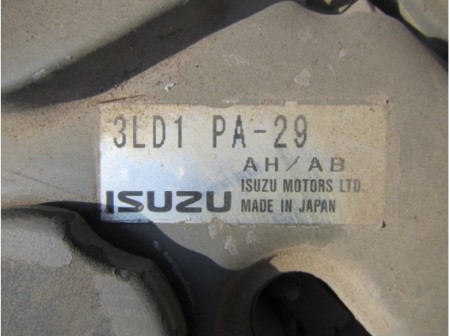 3LD1 PA-29
AH/AB
ISUZU MOTORS LTD.
ISUZU MADE IN JAPAN